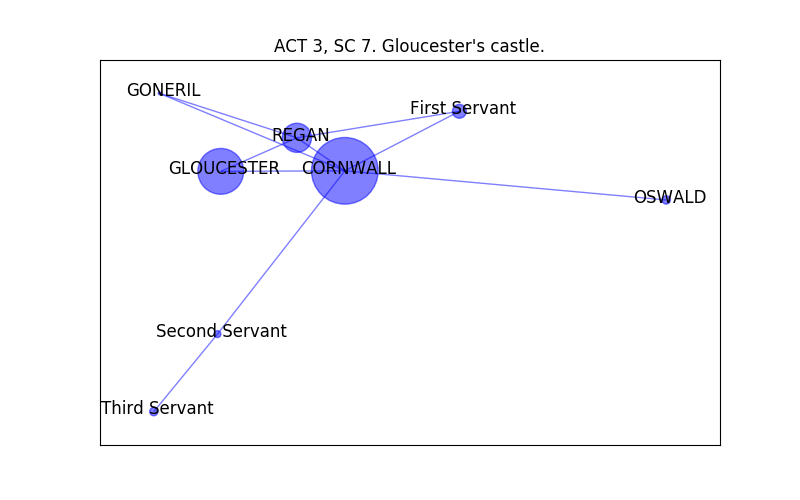 ACT 3, SC 7. Gloucester's castle.
GONERIL
First Servant
REGAN
GLOUCESTER
CORNWALL
OSWALD
Second Servant
Third Servant